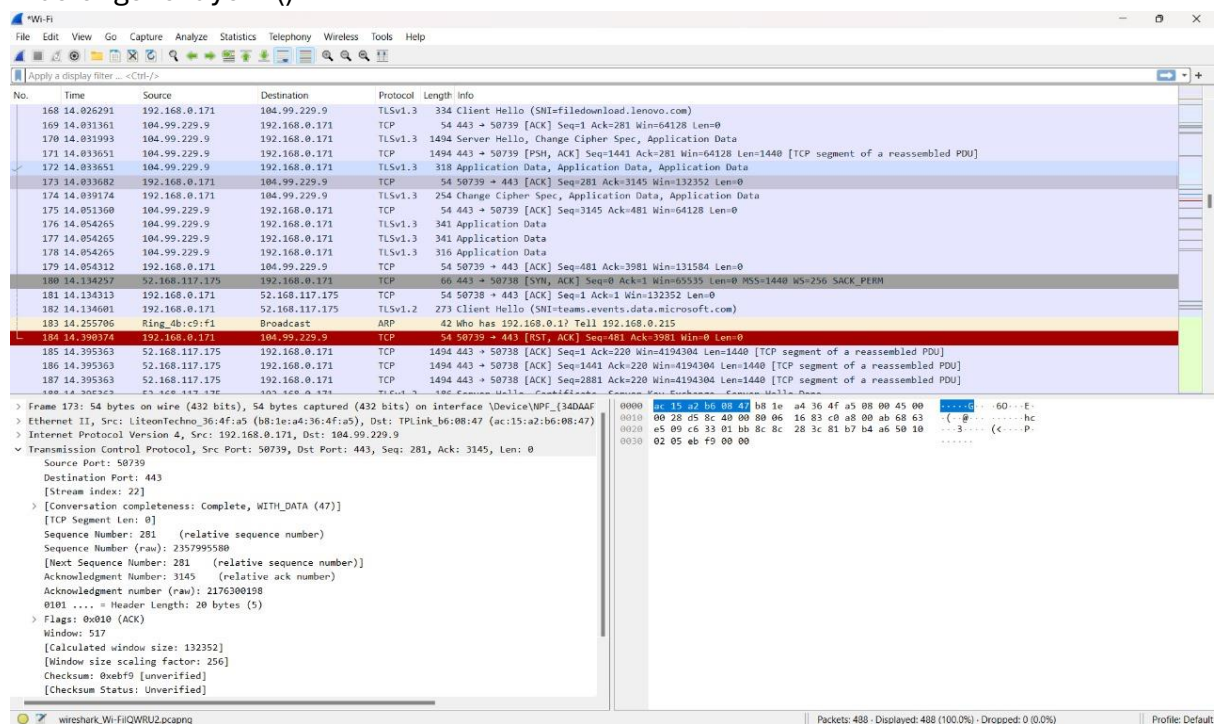 *Wi-Fi
File Edit View Go Capture Analyze Statistics Telephony Wireless Tools Help
Apply a display filter ... <Ctrl-/>
No. Time Source Destination Protocol Length Info
168 14.026291 192.168.0.171 104.99.229.9 TLSv1.3 334 Client Hello (SNI=filedownload.lenovo.com)
169 14.031361 104.99.229.9 192.168.0.171 TCP 54 443 → 50739 [ACK] Seq=1 Ack=281 Win=64128 Len=0
170 14.031993 104.99.229.9 192.168.0.171 TLSv1.3 1494 Server Hello, Change Cipher Spec, Application Data
171 14.033651 104.99.229.9 192.168.0.171 TCP 1494 443 → 50739 [PSH, ACK] Seq=1441 Ack=281 Win=64128 Len=1440 [TCP segment of a reassembled PDU]
172 14.033651 104.99.229.9 192.168.0.171 TLSv1.3 318 Application Data, Application Data, Application Data
173 14.033682 192.168.0.171 104.99.229.9 TCP 54 50739 → 443 [ACK] Seq=281 Ack=3145 Win=132352 Len=0
174 14.039174 192.168.0.171 104.99.229.9 TLSv1.3 254 Change Cipher Spec, Application Data, Application Data
175 14.051360 104.99.229.9 192.168.0.171 TCP 54 443 → 50739 [ACK] Seq=3145 Ack=481 Win=64128 Len=0
176 14.054265 104.99.229.9 192.168.0.171 TLSv1.3 341 Application Data
177 14.054265 104.99.229.9 192.168.0.171 TLSv1.3 341 Application Data
178 14.054265 104.99.229.9 192.168.0.171 TLSv1.3 316 Application Data
179 14.054312 192.168.0.171 104.99.229.9 TCP 54 50739 → 443 [ACK] Seq=481 Ack=3981 Win=131584 Len=0
180 14.134257 52.168.117.175 192.168.0.171 TCP 66 443 → 50738 [SYN, ACK] Seq=0 Ack=1 Win=65535 Len=0 MSS=1440 WS=256 SACK_PERM
181 14.134313 192.168.0.171 52.168.117.175 TCP 54 50738 → 443 [ACK] Seq=1 Ack=1 Win=132352 Len=0
182 14.134601 192.168.0.171 52.168.117.175 TLSv1.2 273 Client Hello (SNI=teams.events.data.microsoft.com)
183 14.255706 Ring_4b:c9:f1 Broadcast ARP 42 Who has 192.168.0.1? Tell 192.168.0.215
184 14.390374 192.168.0.171 104.99.229.9 TCP 54 50739 → 443 [RST, ACK] Seq=481 Ack=3981 Win=0 Len=0
185 14.395363 52.168.117.175 192.168.0.171 TCP 1494 443 → 50738 [ACK] Seq=1 Ack=220 Win=4194304 Len=1440 [TCP segment of a reassembled PDU]
186 14.395363 52.168.117.175 192.168.0.171 TCP 1494 443 → 50738 [ACK] Seq=1441 Ack=220 Win=4194304 Len=1440 [TCP segment of a reassembled PDU]
187 14.395363 52.168.117.175 192.168.0.171 TCP 1494 443 → 50738 [ACK] Seq=2881 Ack=220 Win=4194304 Len=1440 [TCP segment of a reassembled PDU]
Frame 173: 54 bytes on wire (432 bits), 54 bytes captured (432 bits) on interface \Device\NPF_{34DAAF
Ethernet II, Src: LiteonTechno_36:4f:a5 (b8:1e:a4:36:4f:a5), Dst: TPLink_b6:08:47 (ac:15:a2:b6:08:47)
Internet Protocol Version 4, Src: 192.168.0.171, Dst: 104.99.229.9
Transmission Control Protocol, Src Port: 50739, Dst Port: 443, Seq: 281, Ack: 3145, Len: 0
Source Port: 50739
Destination Port: 443
[Stream index: 22]
[Conversation completeness: Complete, WITH_DATA (47)]
[TCP Segment Len: 0]
Sequence Number: 281 (relative sequence number)
Sequence Number (raw): 2357995580
[Next Sequence Number: 281 (relative sequence number)]
Acknowledgment Number: 3145 (relative ack number)
Acknowledgment number (raw): 2176300198
0101 .... = Header Length: 20 bytes (5)
Flags: 0x010 (ACK)
Window: 517
[Calculated window size: 132352]
[Window size scaling factor: 256]
Checksum: 0xebf9 [unverified]
[Checksum Status: Unverified]
0000 ac 15 a2 b6 08 47 b8 1e a4 36 4f a5 08 00 45 00 ·····G·· ·6O···E·
0010 00 28 d5 8c 40 00 80 06 16 83 c0 a8 00 ab 68 63 ·(··@··· ······hc
0020 e5 09 c6 33 01 bb 8c 8c 28 3c 81 b7 b4 a6 50 10 ···3···· (<····P·
0030 02 05 eb f9 00 00 ······
wireshark_Wi-FiIQWRU2.pcapng
Packets: 488 · Displayed: 488 (100.0%) · Dropped: 0 (0.0%)
Profile: Default